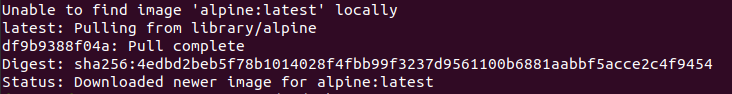 Unable to find image 'alpine:latest' locally
latest: Pulling from library/alpine
df9b9388f04a: Pull complete
Digest: sha256:4edbd2beb5f78b1014028f4fbb99f3237d9561100b6881aabbf5acce2c4f9454
Status: Downloaded newer image for alpine:latest